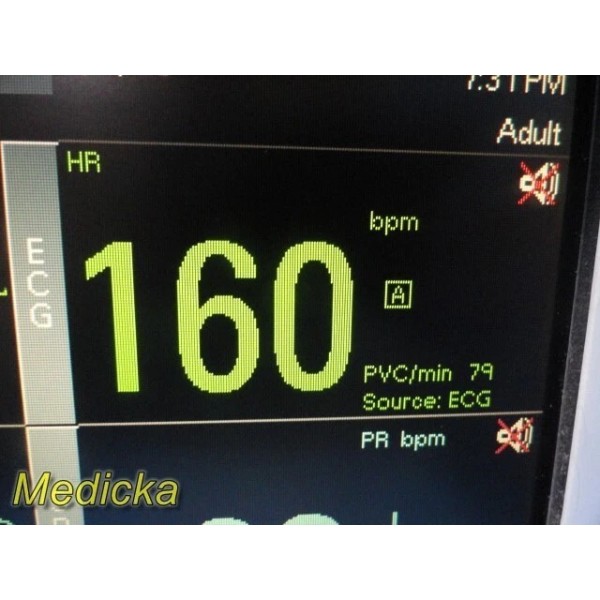 7:31 PM
Adult
HR
bpm
ECG
160
A
PVC/min 79
Source: ECG
PR bpm
Medicka